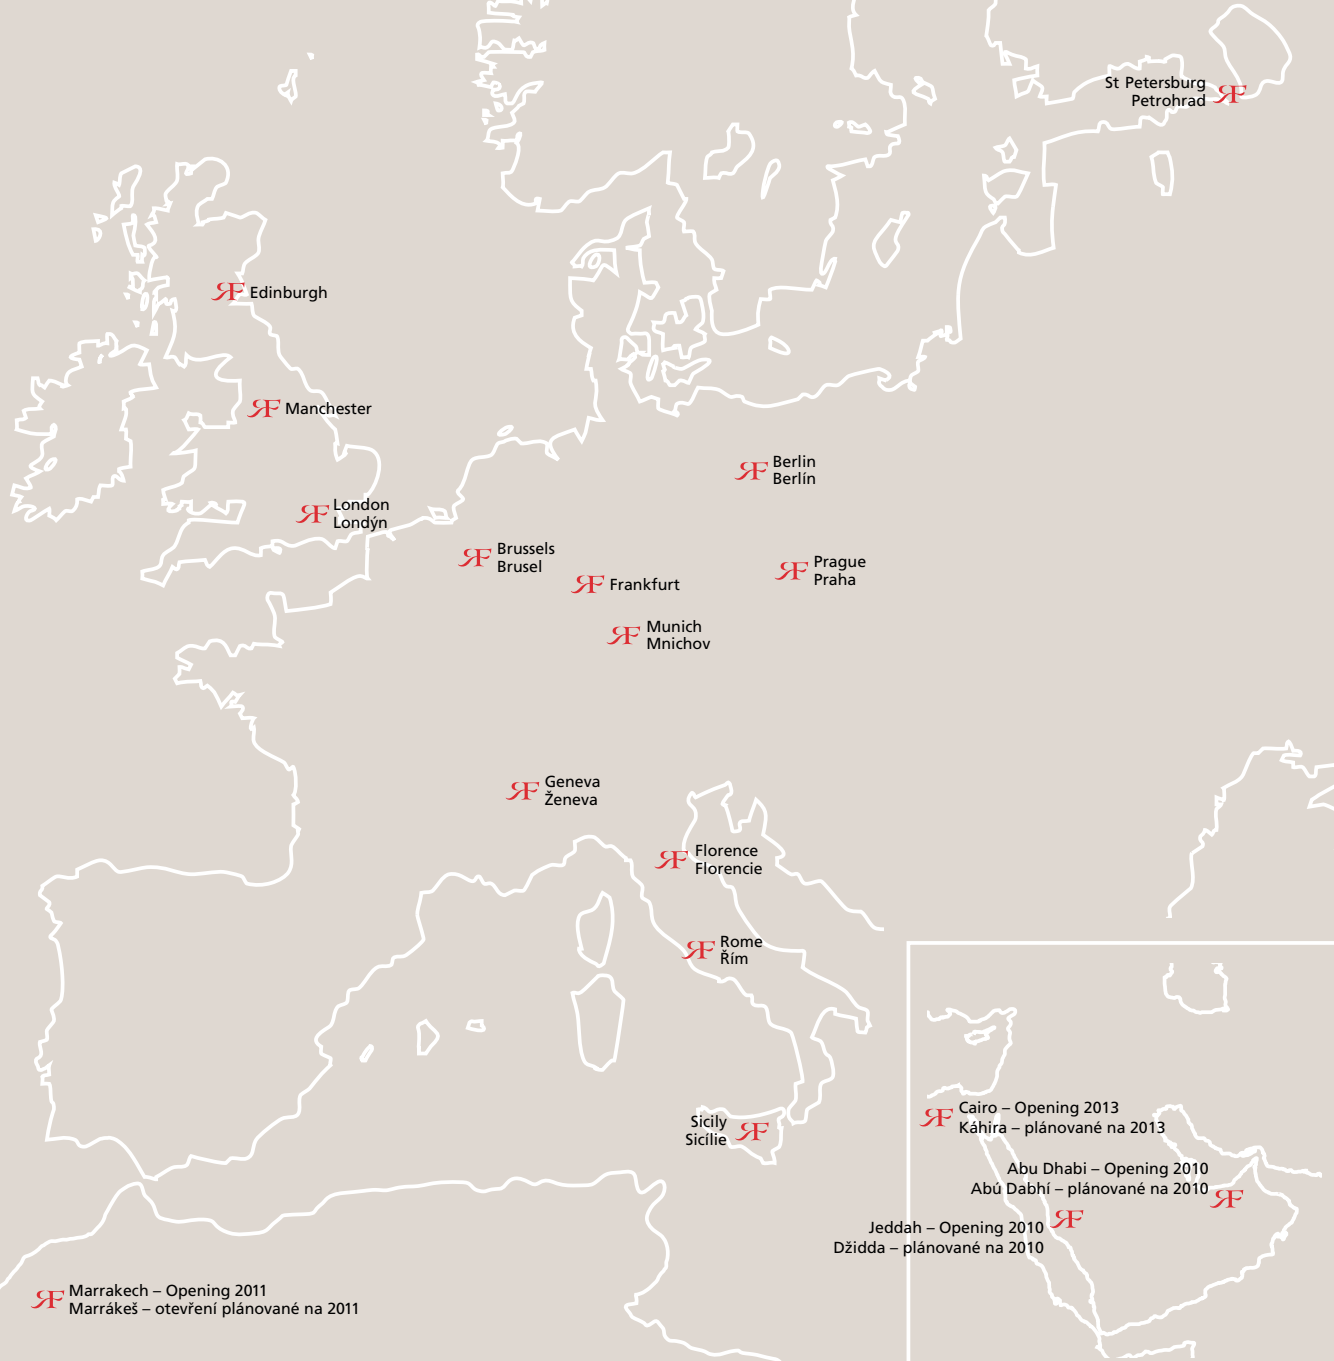 St Petersburg
Petrohrad
Edinburgh
Manchester
Berlin
Berlín
London
Londýn
Brussels
Brusel
Prague
Praha
Frankfurt
Munich
Mnichov
Geneva
Ženeva
Florence
Florencie
Rome
Řím
Sicily
Sicílie
Cairo – Opening 2013
Káhira – plánované na 2013
Abu Dhabi – Opening 2010
Abú Dabhí – plánované na 2010
Jeddah – Opening 2010
Džidda – plánované na 2010
Marrakech – Opening 2011
Marrákeš – otevření plánované na 2011